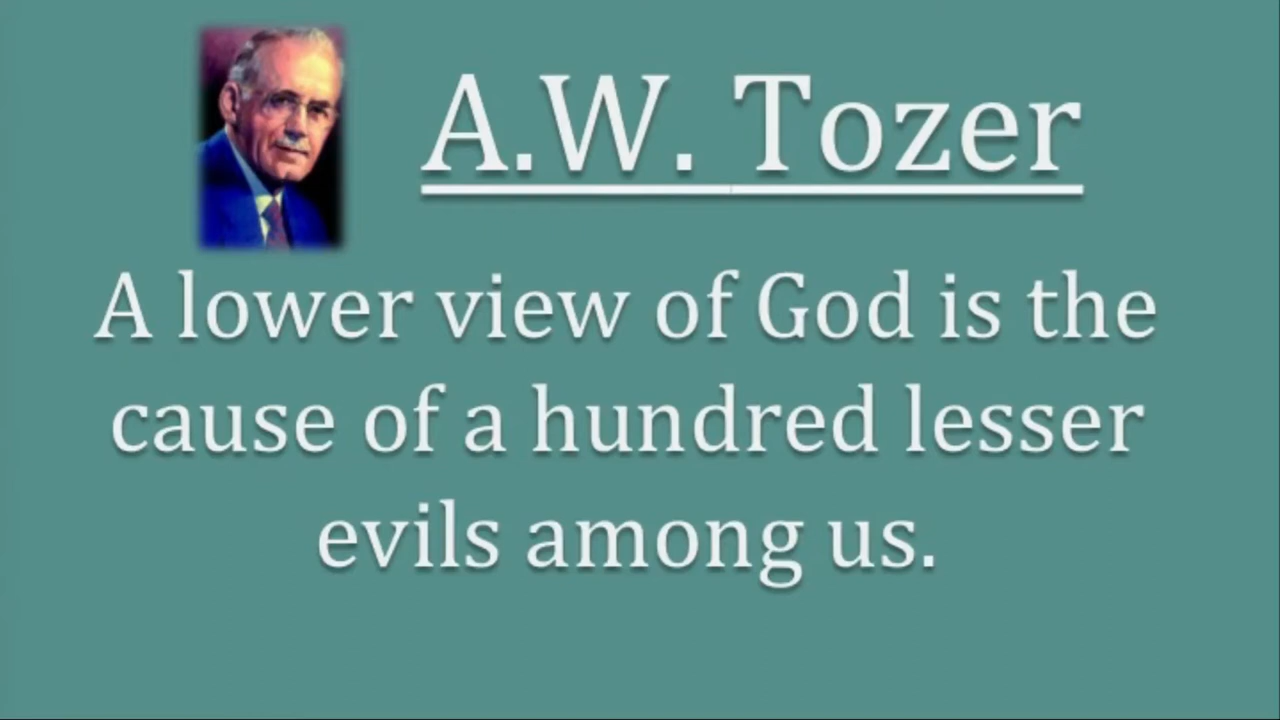 A.W. Tozer
A lower view of God is the
cause of a hundred lesser
evils among us.